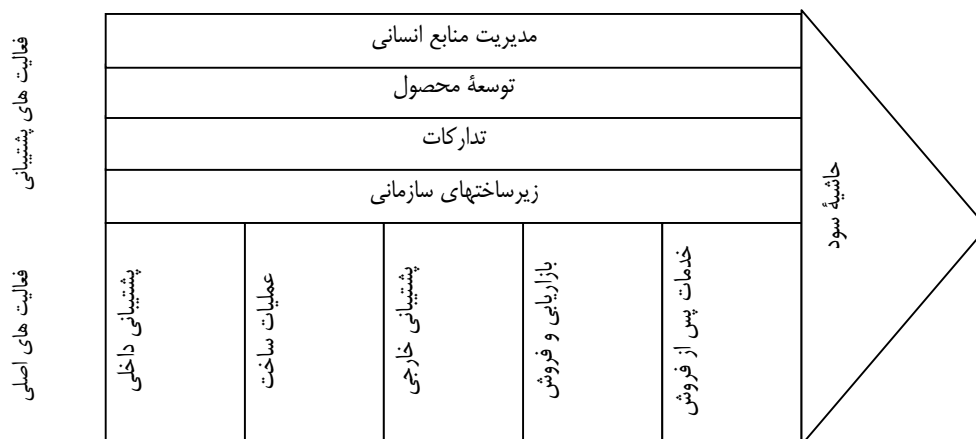 فعالیت های پشتیبانی
مدیریت منابع انسانی
توسعهٔ محصول
تدارکات
زیرساختهای سازمانی
حاشیهٔ سود
فعالیت های اصلی
پشتیبانی داخلی
عملیات ساخت
پشتیبانی خارجی
بازاریابی و فروش
خدمات پس از فروش